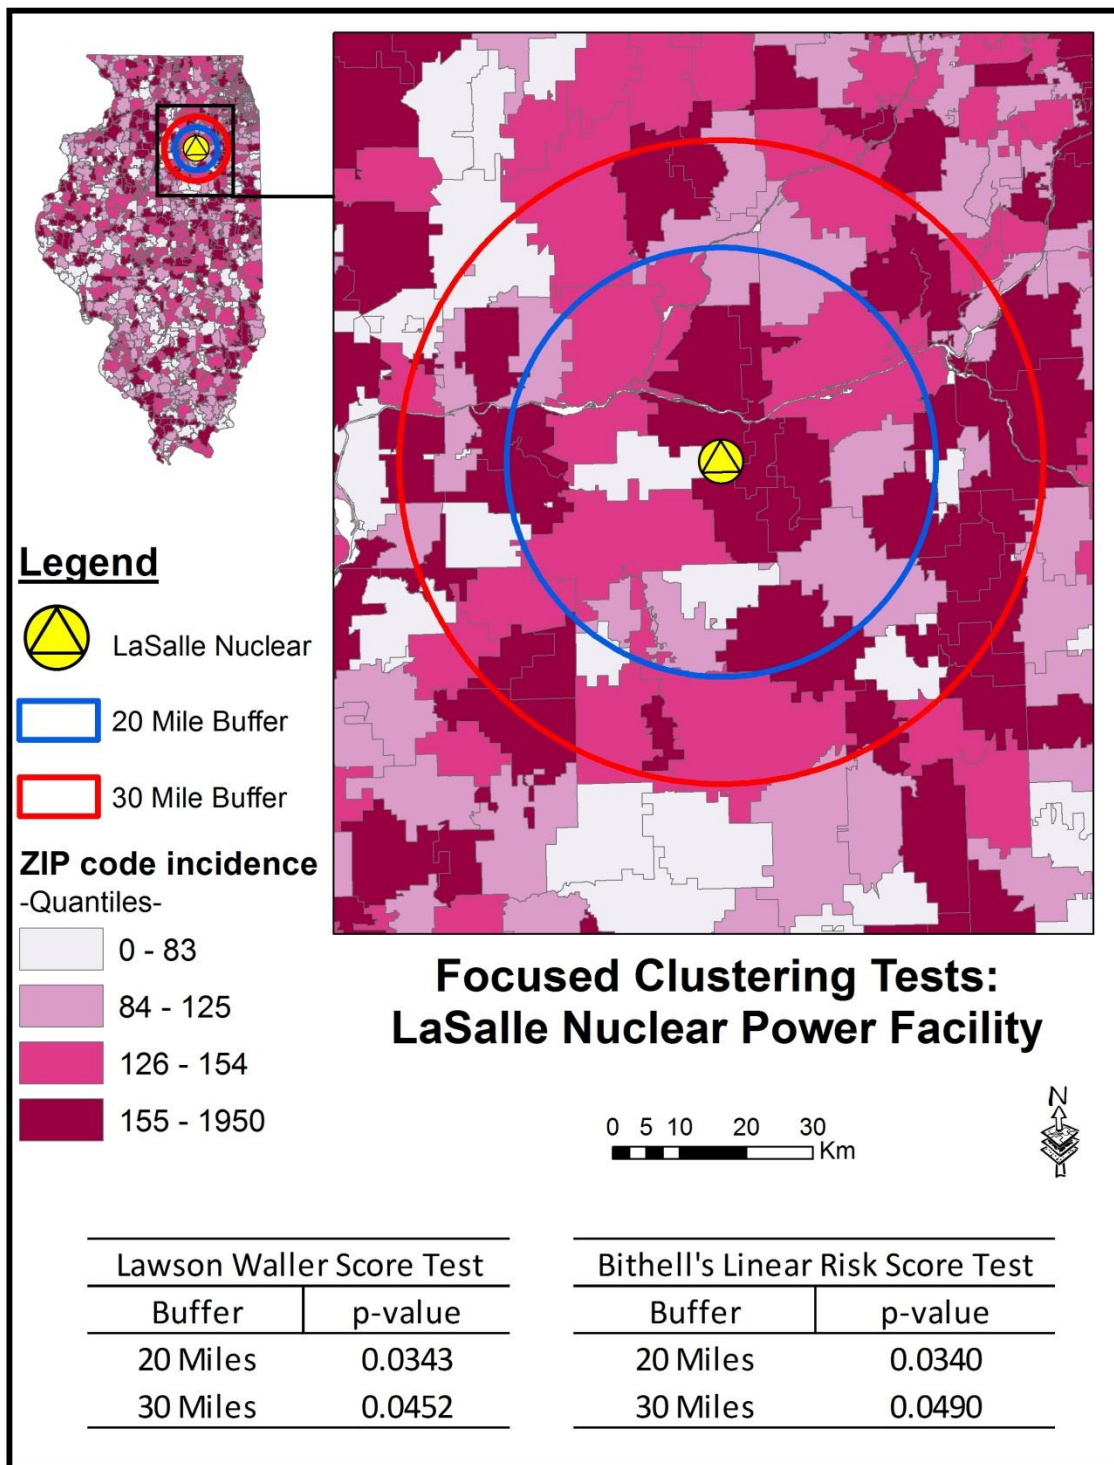 Legend
LaSalle Nuclear
20 Mile Buffer
30 Mile Buffer
ZIP code incidence
-Quantiles-
0 - 83
84 - 125
126 - 154
155 - 1950
Focused Clustering Tests:
LaSalle Nuclear Power Facility
0 5 10 20 30
Km
N
Lawson Waller Score Test
Buffer p-value
20 Miles 0.0343
30 Miles 0.0452
Bithell's Linear Risk Score Test
Buffer p-value
20 Miles 0.0340
30 Miles 0.0490